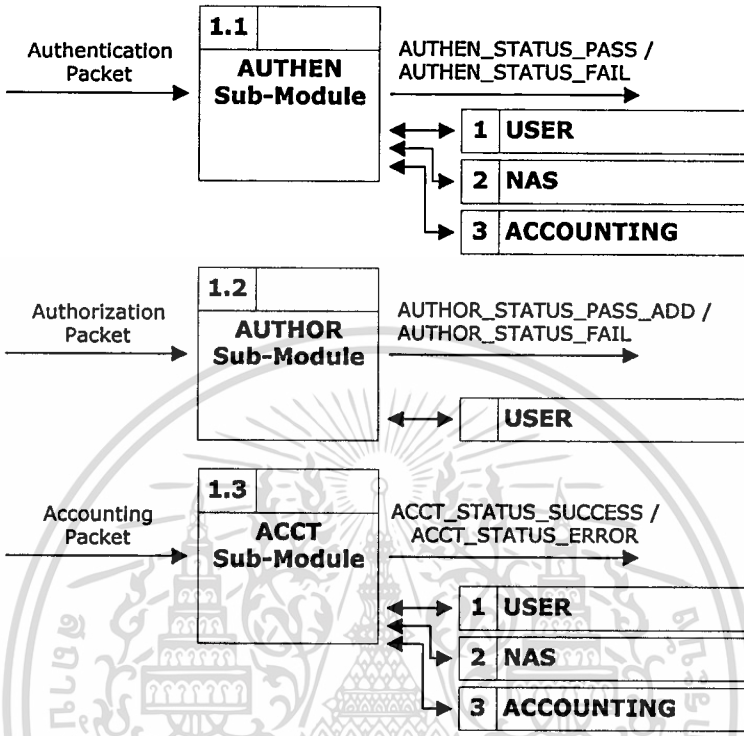 1.1
Authentication
Packet
AUTHEN
Sub-Module
AUTHEN_STATUS_PASS /
AUTHEN_STATUS_FAIL
1 USER
2 NAS
3 ACCOUNTING
1.2
Authorization
Packet
AUTHOR
Sub-Module
AUTHOR_STATUS_PASS_ADD /
AUTHOR_STATUS_FAIL
USER
1.3
Accounting
Packet
ACCT
Sub-Module
ACCT_STATUS_SUCCESS /
ACCT_STATUS_ERROR
1 USER
2 NAS
3 ACCOUNTING